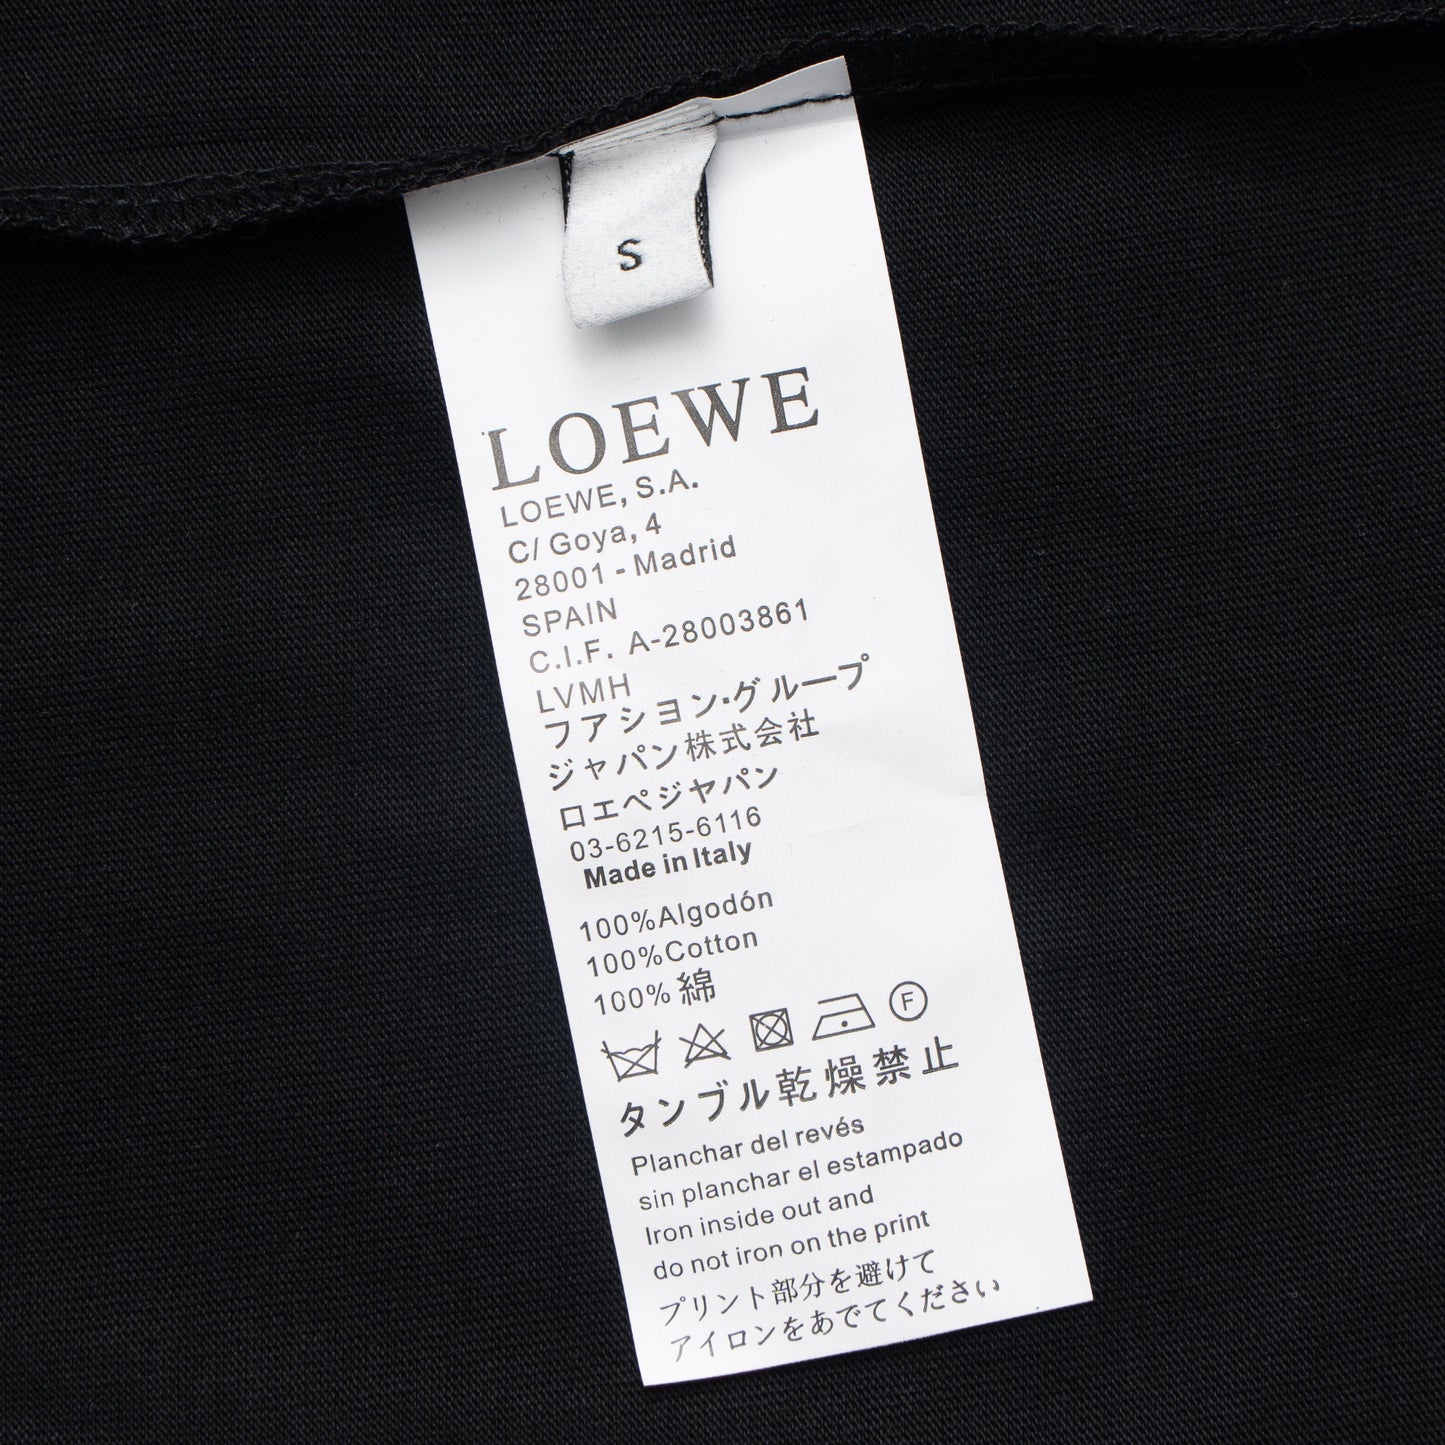 S
LOEWE
LOEWE, S.A.
C/ Goya, 4
28001 - Madrid
SPAIN
C.I.F. A-28003861
LVMH
フアシヨン・グループ
ジャパン株式会社
ロエペジャパン
03-6215-6116
Made in Italy
100%Algodón
100%Cotton
100%綿
F
タンブル乾燥禁止
Planchar del revés
sin planchar el estampado
Iron inside out and
do not iron on the print
プリント部分を避けて
アイロンをあでてください